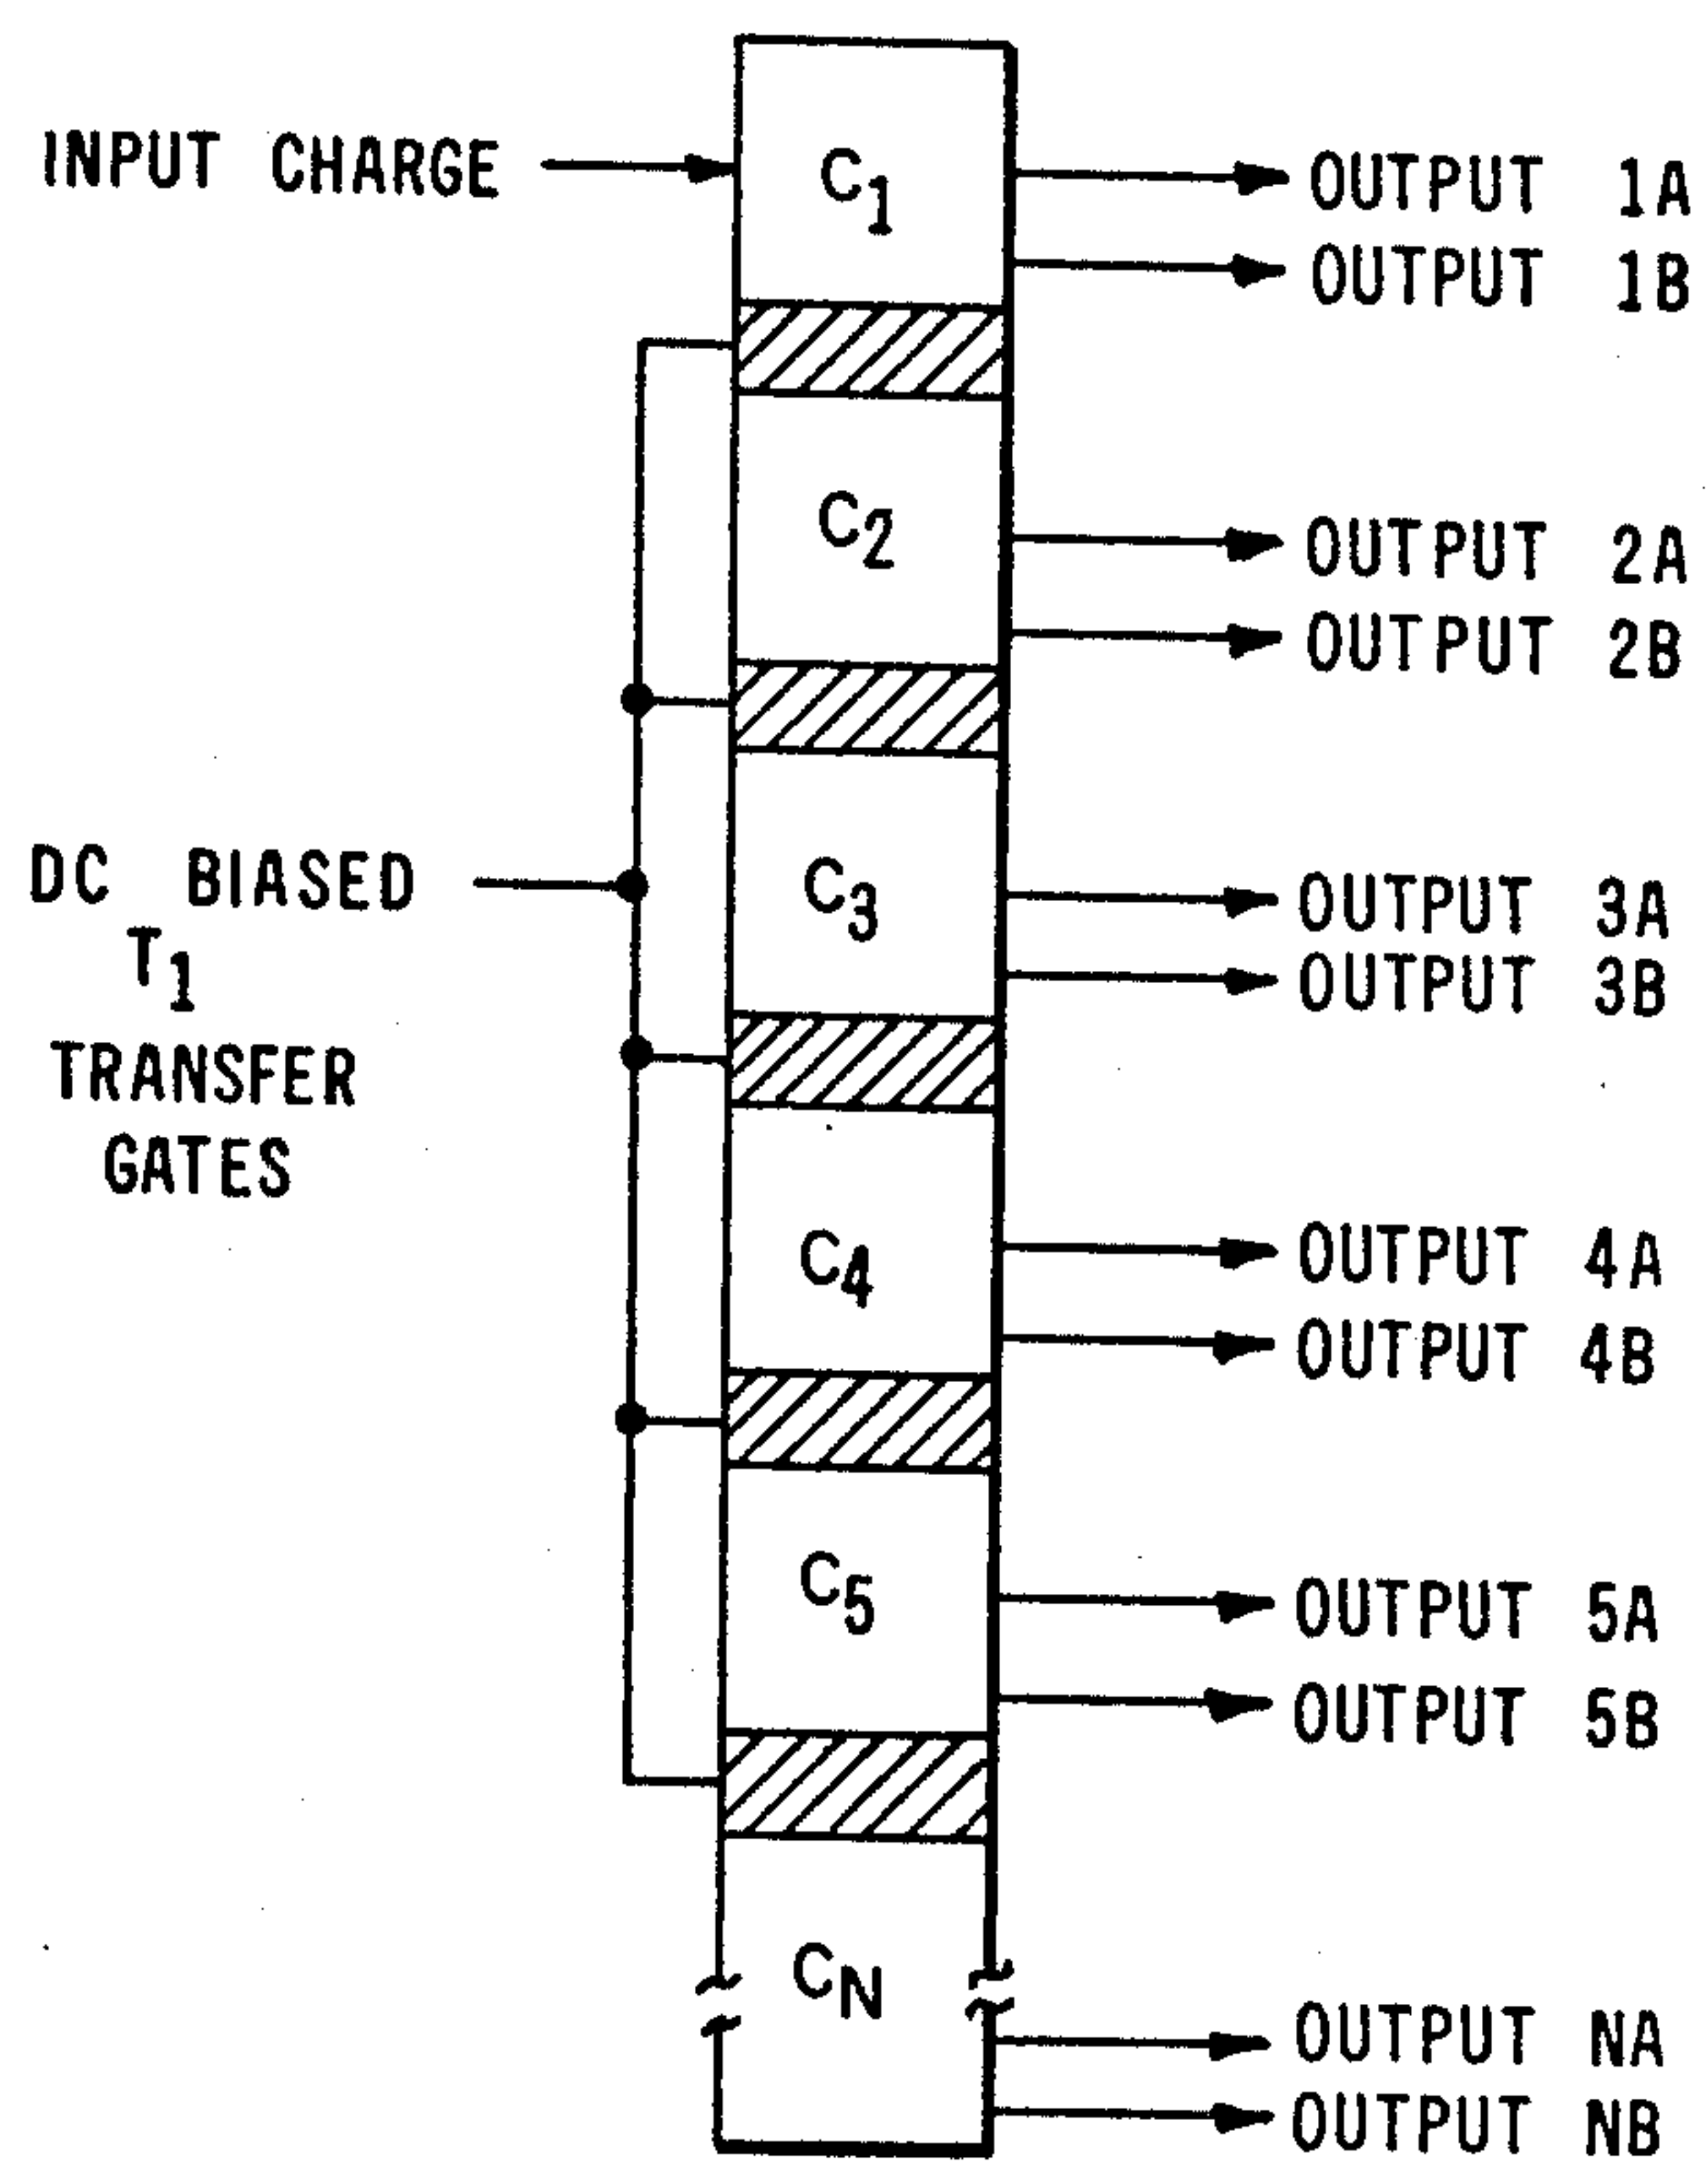 INPUT CHARGE
C1
OUTPUT 1A
OUTPUT 1B
C2
OUTPUT 2A
OUTPUT 2B
DC BIASED
T1
TRANSFER
GATES
C3
OUTPUT 3A
OUTPUT 3B
C4
OUTPUT 4A
OUTPUT 4B
C5
OUTPUT 5A
OUTPUT 5B
CN
OUTPUT NA
OUTPUT NB